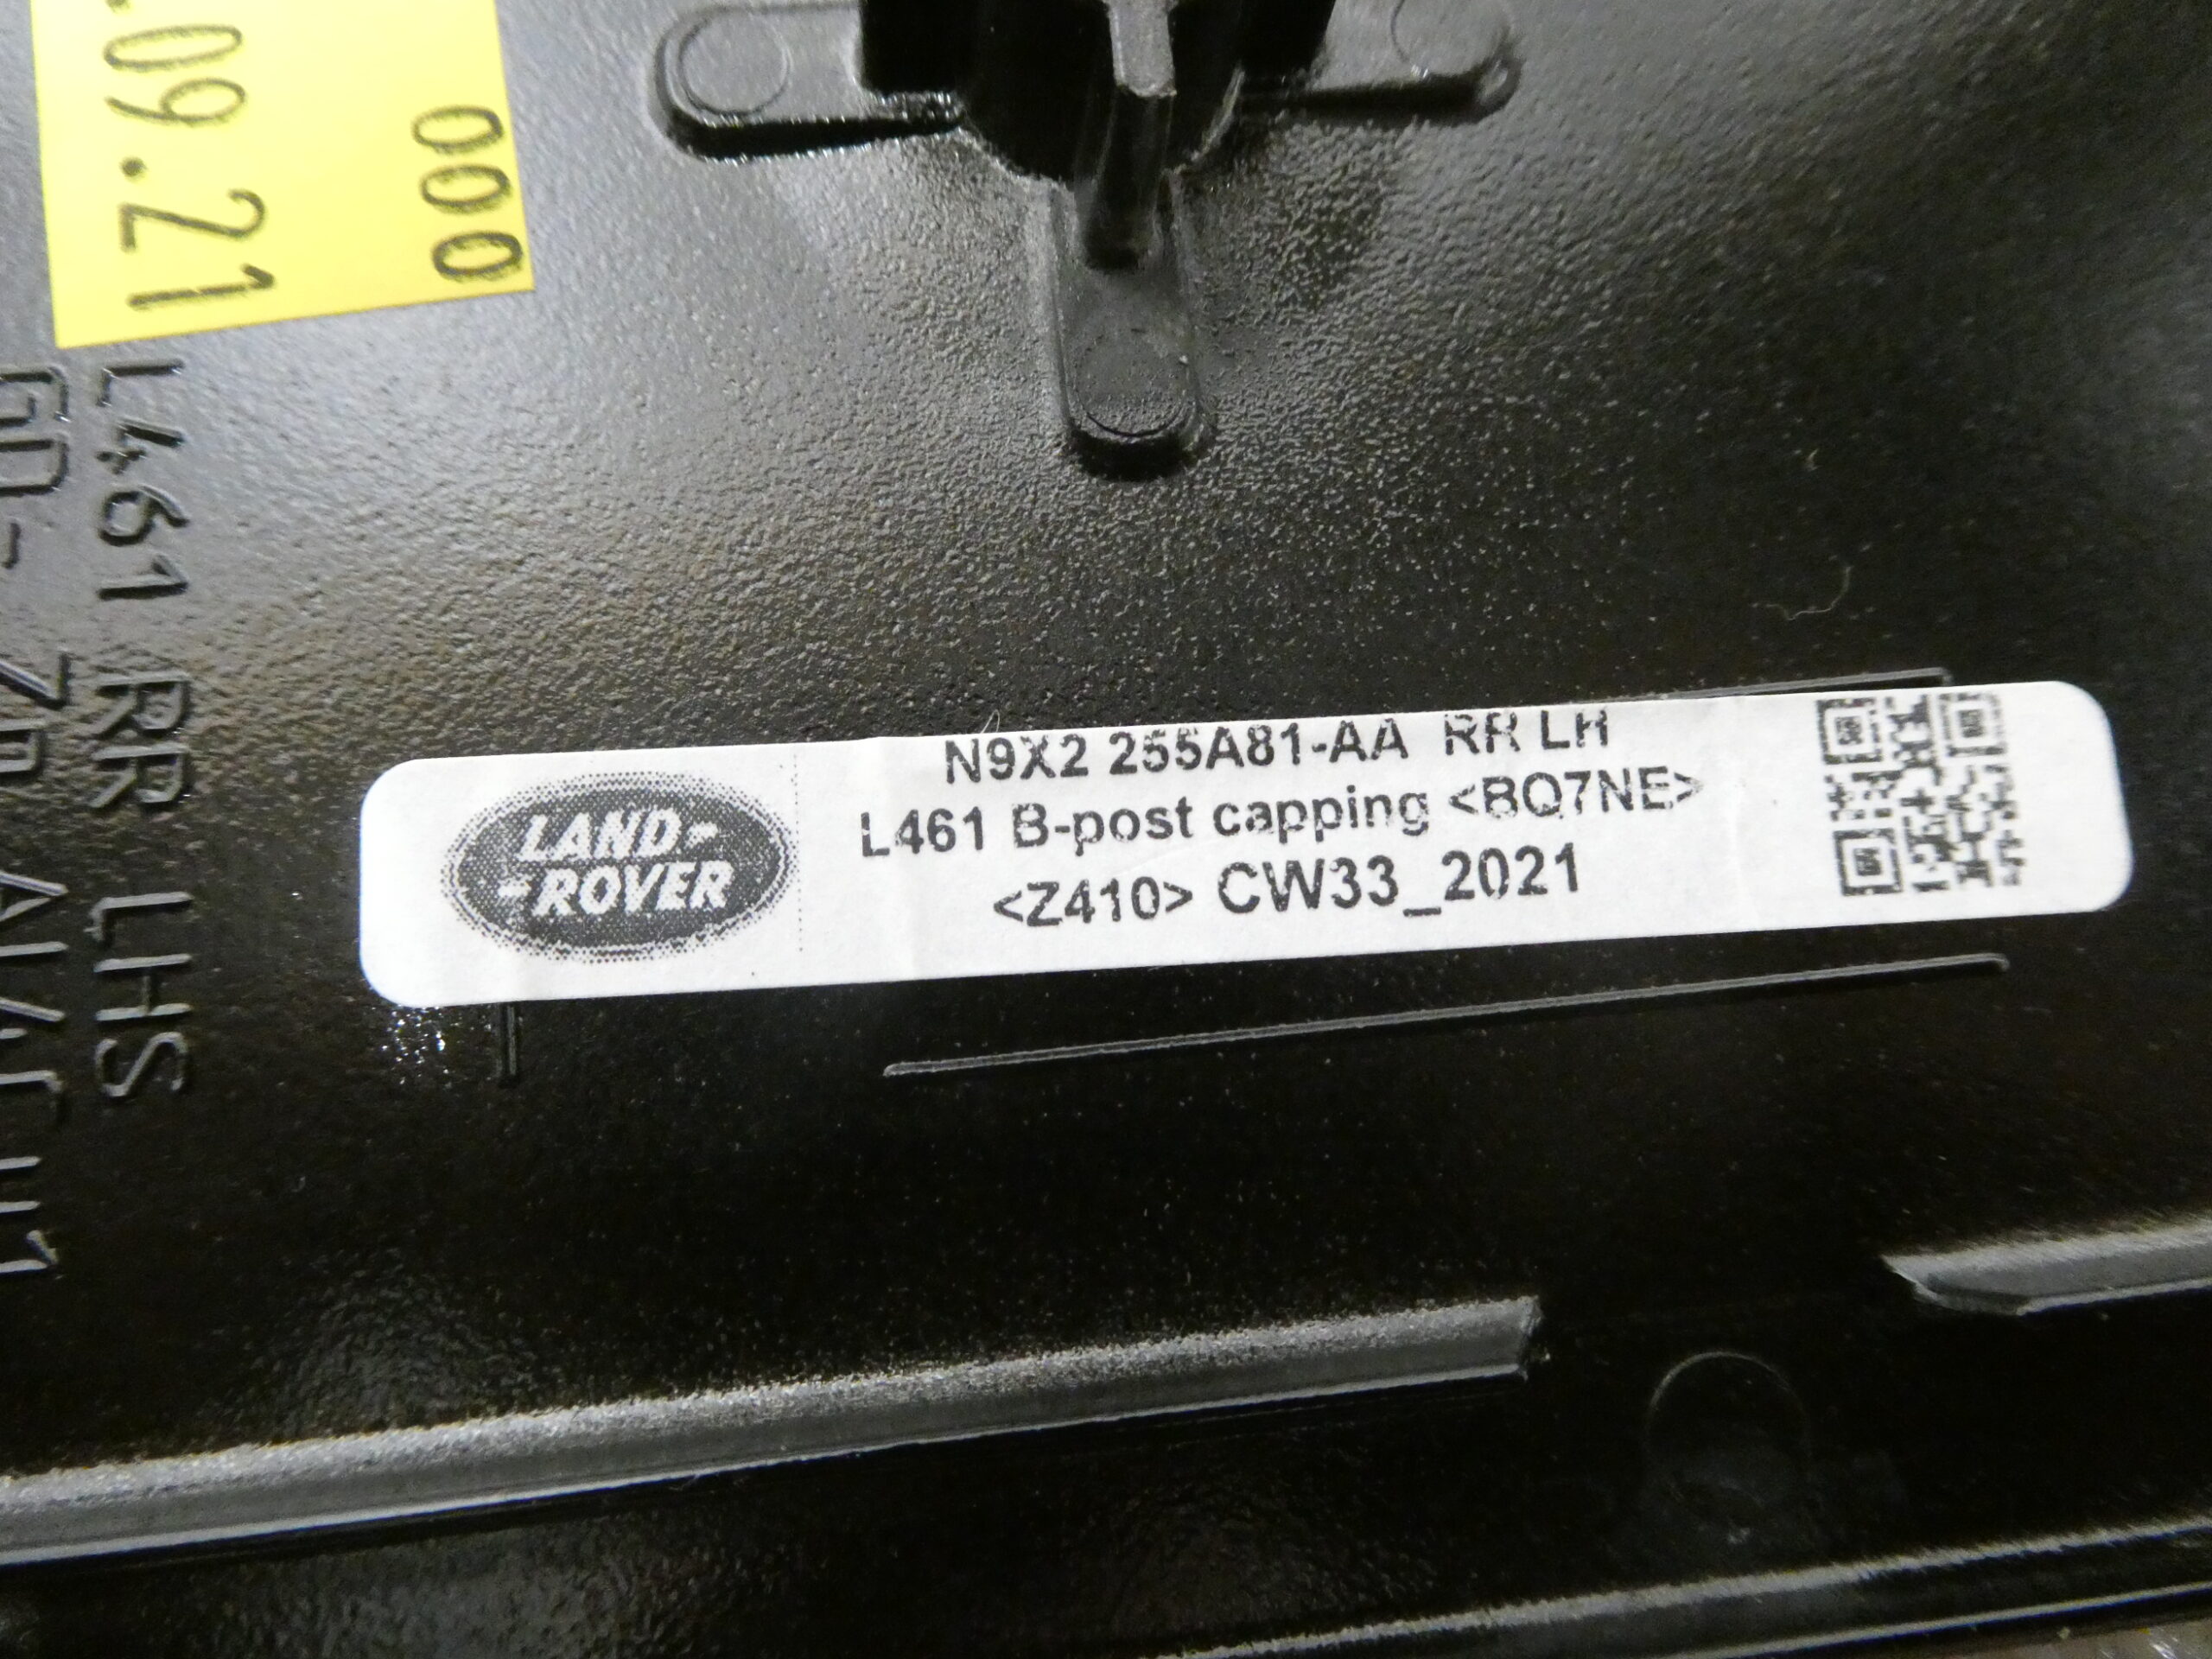 .09.21
000
L461 RR LHS
LAND-
-ROVER
N9X2 255A81-AA RR LH
L461 B-post capping <BQ7NE>
<Z410> CW33_2021